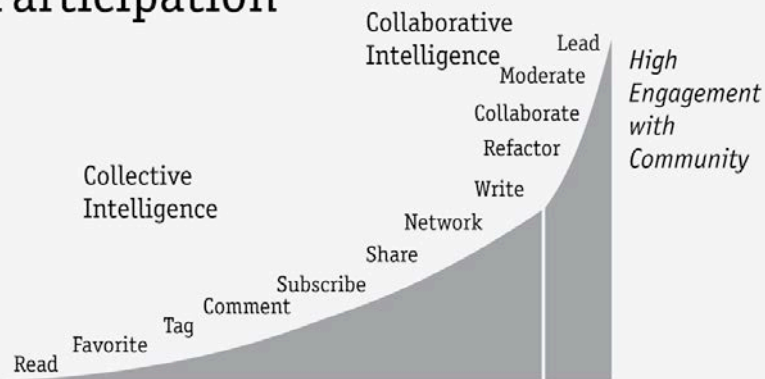 Participation
Collaborative
Intelligence
Lead
Moderate
Collaborate
Refactor
Write
Network
Share
Subscribe
Comment
Tag
Favorite
Read
Collective
Intelligence
High
Engagement
with
Community